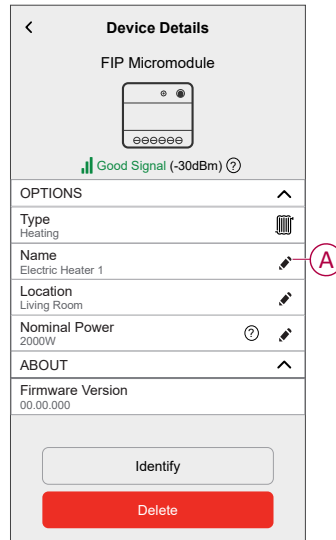 Device Details
FIP Micromodule
Good Signal (-30dBm) ?
OPTIONS
Type
Heating
Name
Electric Heater 1
A
Location
Living Room
Nominal Power
2000W
?
ABOUT
Firmware Version
00.00.000
Identify
Delete